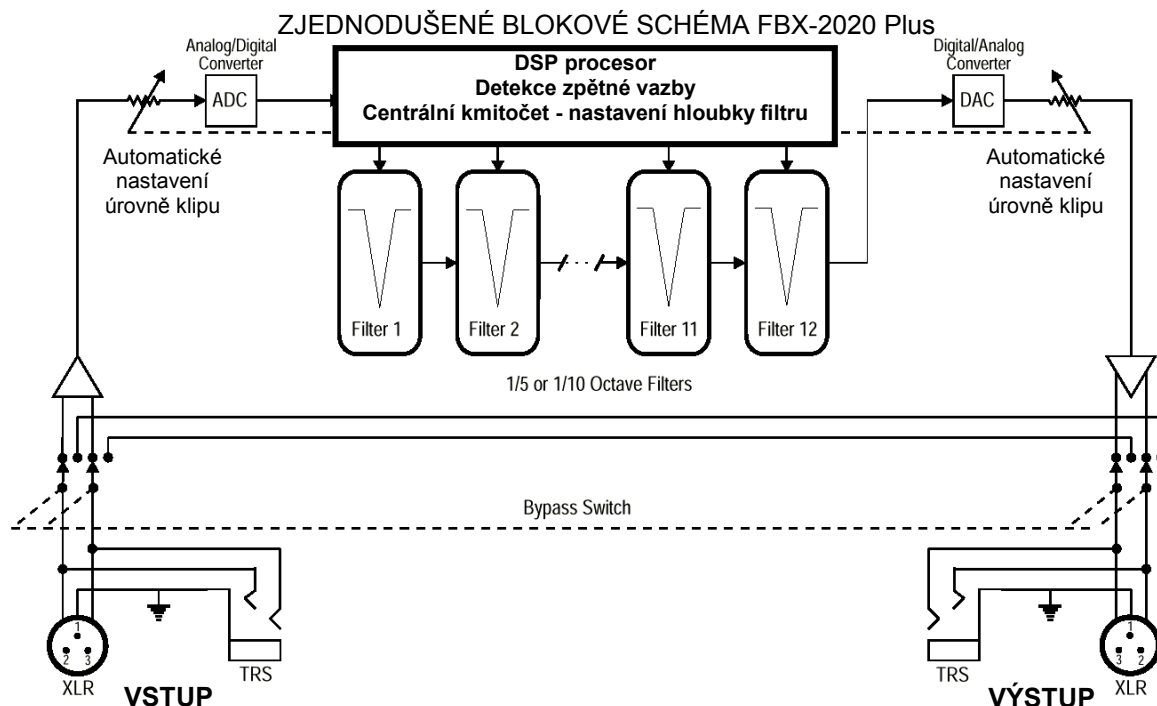 ZJEDNODUŠENÉ BLOKOVÉ SCHÉMA FBX-2020 Plus
Analog/Digital
Converter
ADC
DSP procesor
Detekce zpětné vazby
Centrální kmitočet - nastavení hloubky filtru
Digital/Analog
Converter
DAC
Automatické
nastavení
úrovně klipu
Automatické
nastavení
úrovně klipu
Filter 1
Filter 2
Filter 11
Filter 12
1/5 or 1/10 Octave Filters
Bypass Switch
1
2 3
XLR
TRS
VSTUP
TRS
1
3 2
XLR
VÝSTUP